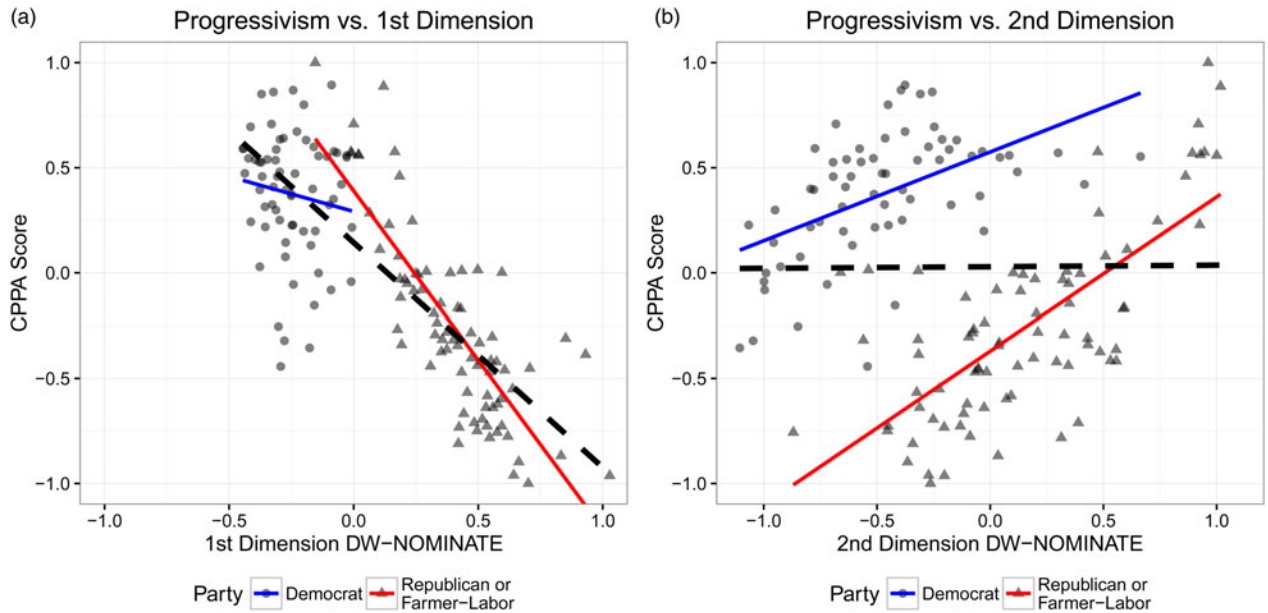 (a)
Progressivism vs. 1st Dimension
CPPA Score
1.0
0.5
0.0
−0.5
−1.0
−1.0
−0.5
0.0
0.5
1.0
1st Dimension DW−NOMINATE
Party
Democrat
Republican or
Farmer−Labor
(b)
Progressivism vs. 2nd Dimension
CPPA Score
1.0
0.5
0.0
−0.5
−1.0
−1.0
−0.5
0.0
0.5
1.0
2nd Dimension DW−NOMINATE
Party
Democrat
Republican or
Farmer−Labor